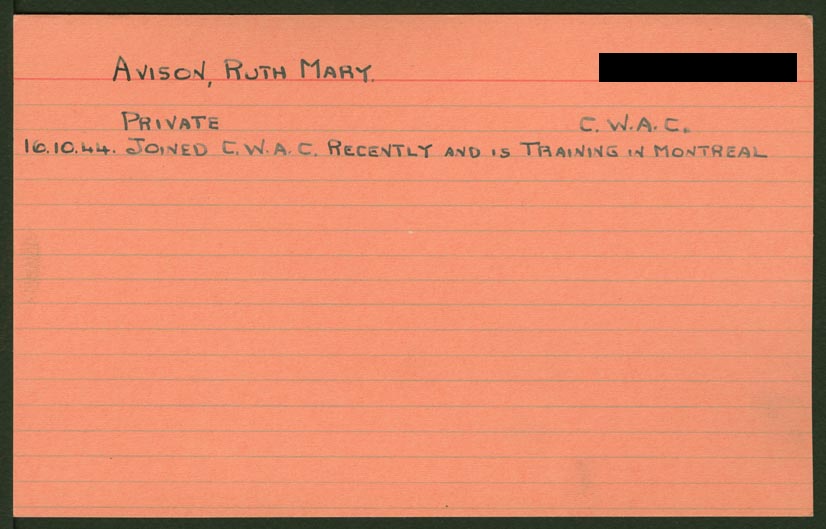 AVISON, RUTH MARY.
PRIVATE C.W.A.C.
16.10.44. JOINED C.W.A.C. RECENTLY AND IS TRAINING IN MONTREAL